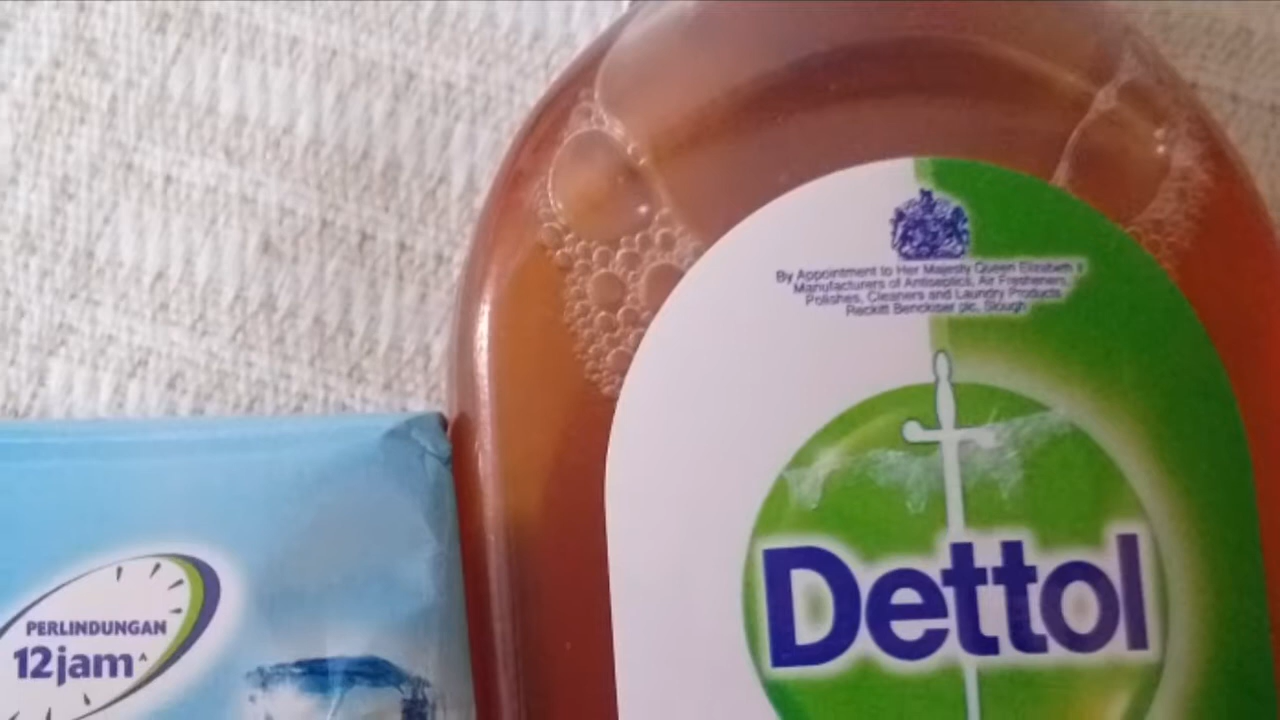 By Appointment to Her Majesty Queen Elizabeth II
Manufacturers of Antiseptics, Air Fresheners,
Polishes, Cleaners and Laundry Products
Reckitt Benckiser plc, Slough
Dettol
PERLINDUNGAN
12jam^